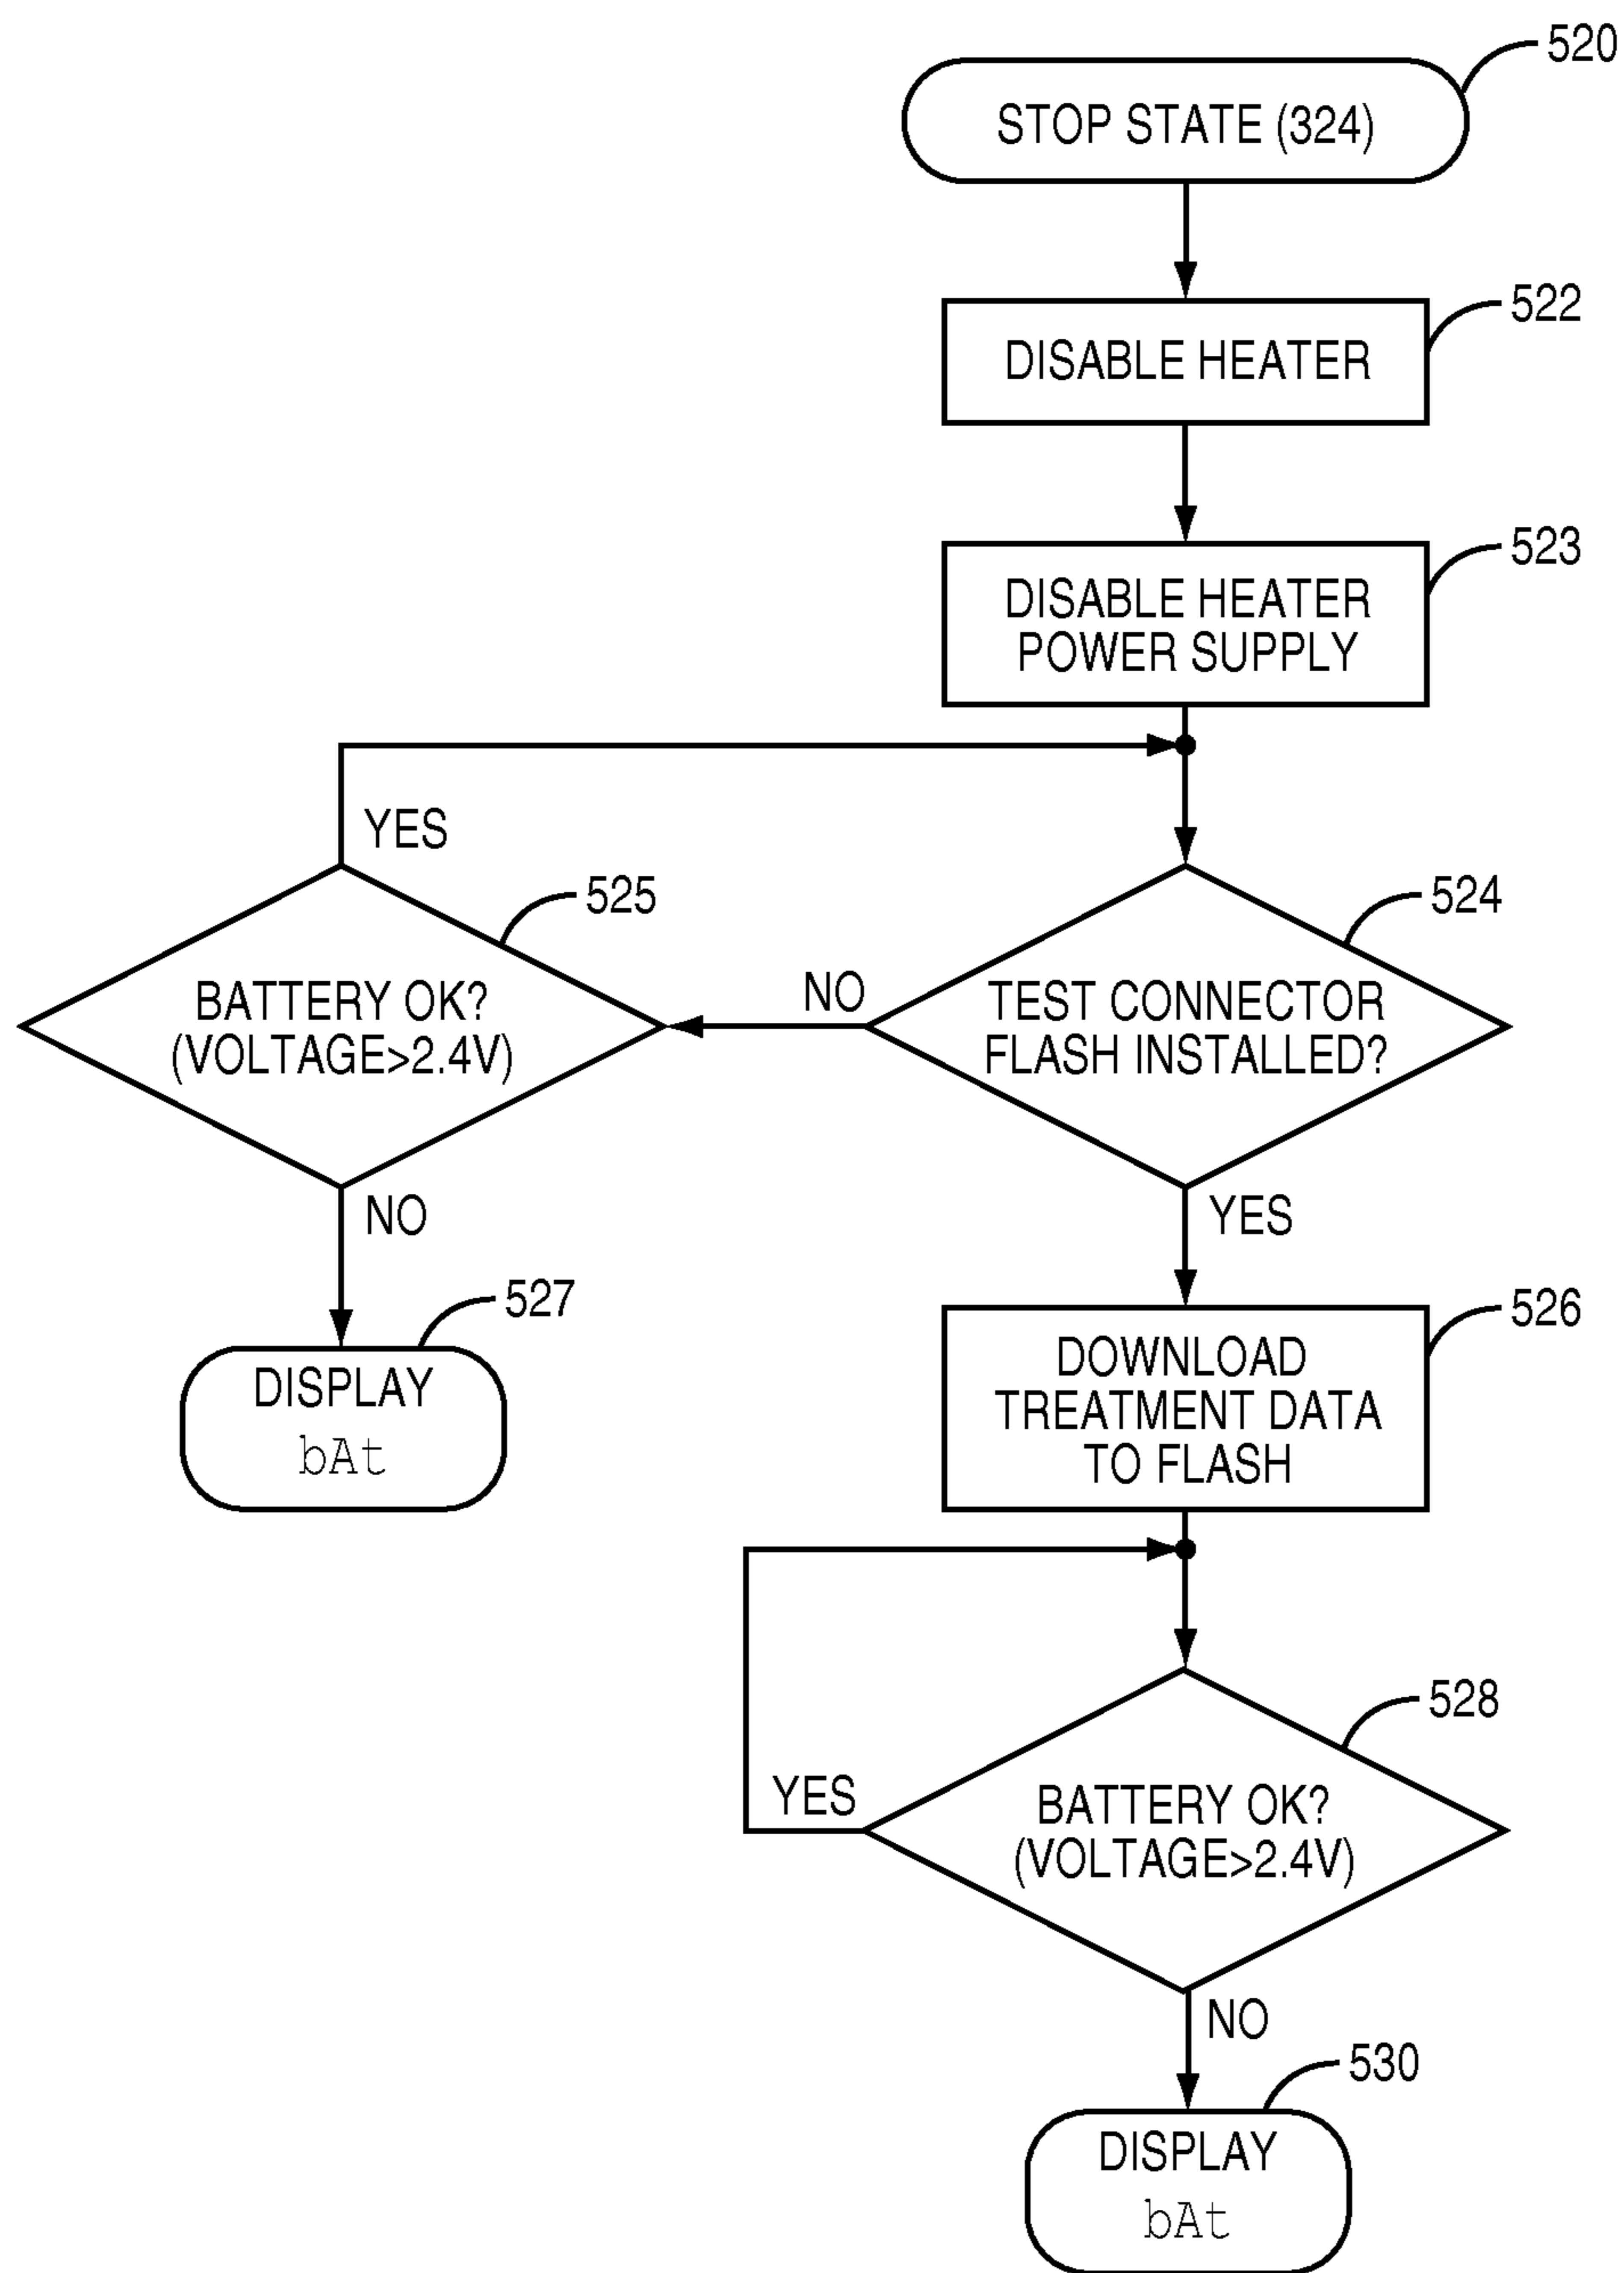 520
STOP STATE (324)
522
DISABLE HEATER
523
DISABLE HEATER
POWER SUPPLY
YES
525
524
BATTERY OK?
(VOLTAGE>2.4V)
NO
TEST CONNECTOR
FLASH INSTALLED?
NO
YES
527
DISPLAY
bAt
526
DOWNLOAD
TREATMENT DATA
TO FLASH
528
YES
BATTERY OK?
(VOLTAGE>2.4V)
NO
530
DISPLAY
bAt